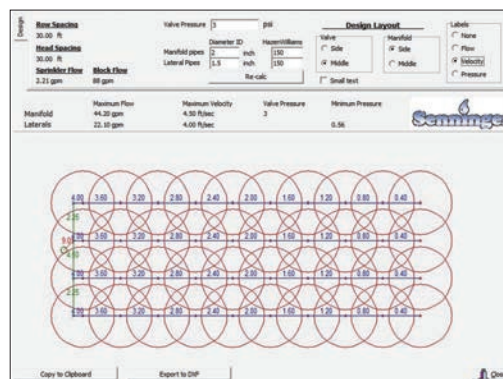 Design
Row Spacing
30.00 ft
Head Spacing
30.00 ft
Sprinkler Flow Block Flow
2.21 gpm 88 gpm
Valve Pressure 3 psi
Diameter ID HazenWilliams
Manifold pipes 2 inch 150
Lateral Pipes 1.5 inch 150
Re-calc
Design Layout
Valve
Side
Middle
Manifold
Side
Middle
Small text
Labels
None
Flow
Velocity
Pressure
Maximum Flow Maximum Velocity Valve Pressure Minimum Pressure
Manifold 44.20 gpm 4.50 ft/sec 3
Laterals 22.10 gpm 4.00 ft/sec 0.56
Senninger
4.00 3.60 3.20 2.80 2.40 2.00 1.60 1.20 0.80 0.40
2.25
3.60 3.20 2.80 2.40 2.00 1.60 1.20 0.80 0.40
4.50
3.60 3.20 2.80 2.40 2.00 1.60 1.20 0.80 0.40
2.25
4.00 3.60 3.20 2.80 2.40 2.00 1.60 1.20 0.80 0.40
Copy to Clipboard Export to DXF